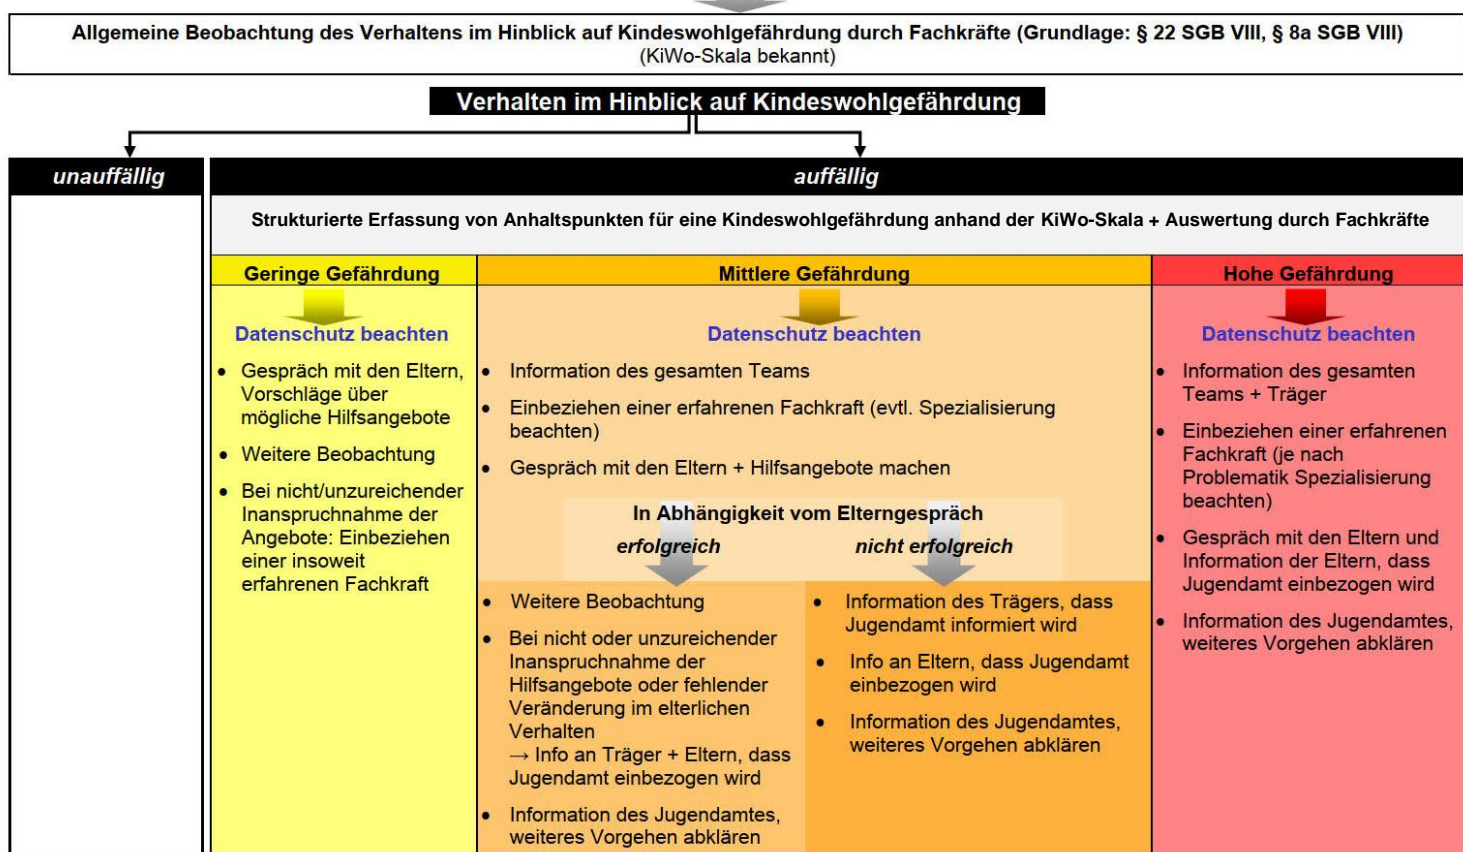 Allgemeine Beobachtung des Verhaltens im Hinblick auf Kindeswohlgefährdung durch Fachkräfte (Grundlage: § 22 SGB VIII, § 8a SGB VIII)
(KiWo-Skala bekannt)
Verhalten im Hinblick auf Kindeswohlgefährdung
unauffällig
auffällig
Strukturierte Erfassung von Anhaltspunkten für eine Kindeswohlgefährdung anhand der KiWo-Skala + Auswertung durch Fachkräfte
Geringe Gefährdung
Datenschutz beachten
• Gespräch mit den Eltern,
Vorschläge über
mögliche Hilfsangebote
• Weitere Beobachtung
• Bei nicht/unzureichender
Inanspruchnahme der
Angebote: Einbeziehen
einer insoweit
erfahrenen Fachkraft
Mittlere Gefährdung
Datenschutz beachten
• Information des gesamten Teams
• Einbeziehen einer erfahrenen Fachkraft (evtl. Spezialisierung
beachten)
• Gespräch mit den Eltern + Hilfsangebote machen
In Abhängigkeit vom Elterngespräch
erfolgreich
nicht erfolgreich
• Weitere Beobachtung
• Bei nicht oder unzureichender
Inanspruchnahme der
Hilfsangebote oder fehlender
Veränderung im elterlichen
Verhalten
→ Info an Träger + Eltern, dass
Jugendamt einbezogen wird
• Information des Jugendamtes,
weiteres Vorgehen abklären
• Information des Trägers, dass
Jugendamt informiert wird
• Info an Eltern, dass Jugendamt
einbezogen wird
• Information des Jugendamtes,
weiteres Vorgehen abklären
Hohe Gefährdung
Datenschutz beachten
• Information des gesamten
Teams + Träger
• Einbeziehen einer erfahrenen
Fachkraft (je nach
Problematik Spezialisierung
beachten)
• Gespräch mit den Eltern und
Information der Eltern, dass
Jugendamt einbezogen wird
• Information des Jugendamtes,
weiteres Vorgehen abklären